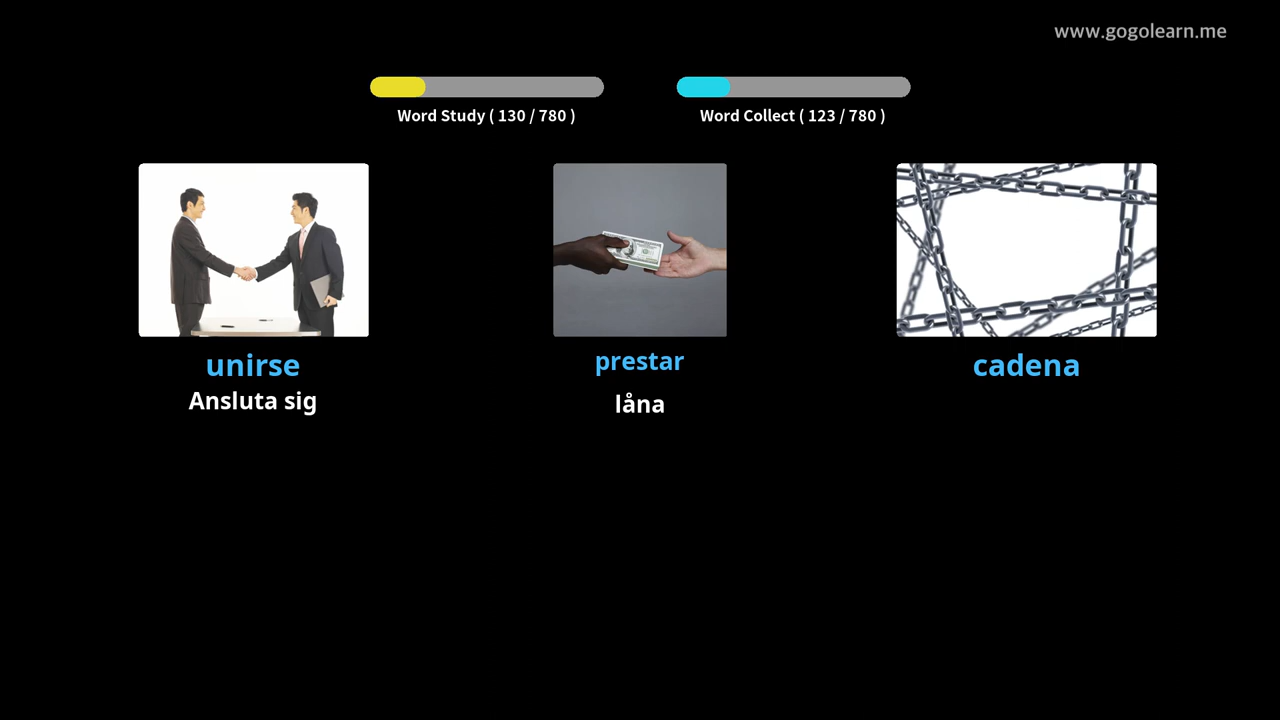 www.gogolearn.me
Word Study ( 130 / 780 )
Word Collect ( 123 / 780 )
unirse
Ansluta sig
prestar
låna
cadena